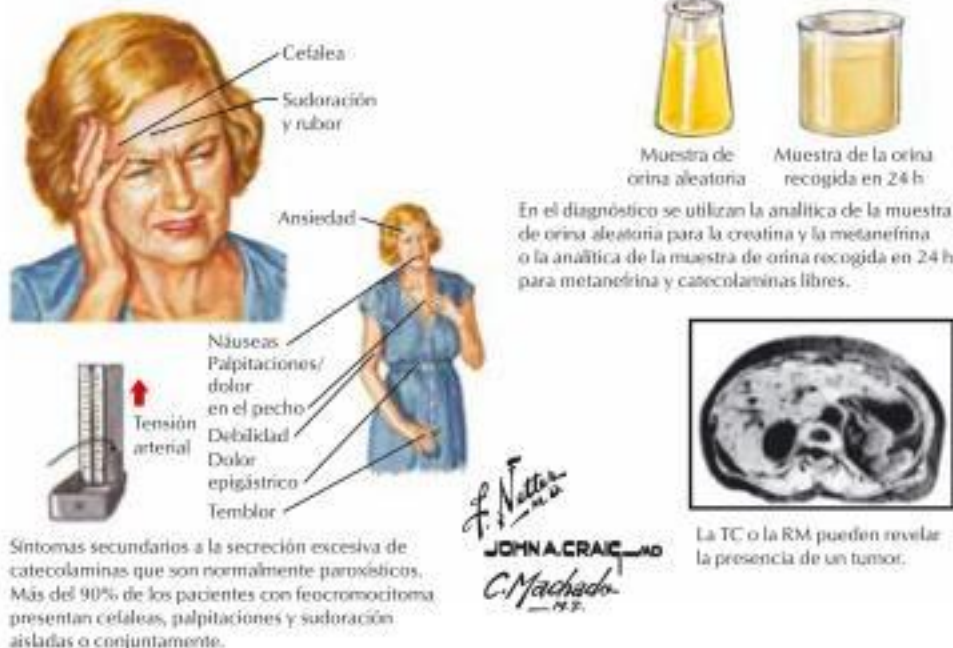 Cefalea
Sudoración
y rubor
Ansiedad
Náuseas
Palpitaciones/
dolor
en el pecho
Debilidad
Dolor
epigástrico
Temblor
Tensión
arterial
Síntomas secundarios a la secreción excesiva de
catecolaminas que son normalmente paroxísticos.
Más del 90% de los pacientes con feocromocitoma
presentan cefaleas, palpitaciones y sudoración
aisladas o conjuntamente.
Muestra de
orina aleatoria
Muestra de la orina
recogida en 24 h
En el diagnóstico se utilizan la analítica de la muestra
de orina aleatoria para la creatina y la metanefrina
o la analítica de la muestra de orina recogida en 24 h
para metanefrina y catecolaminas libres.
La TC o la RM pueden revelar
la presencia de un tumor.
F. Netter
M.D.
JOHN A. CRAIG MD
C. Machado
M.D.